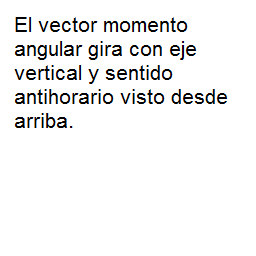 El vector momento
angular gira con eje
vertical y sentido
antihorario visto desde
arriba.